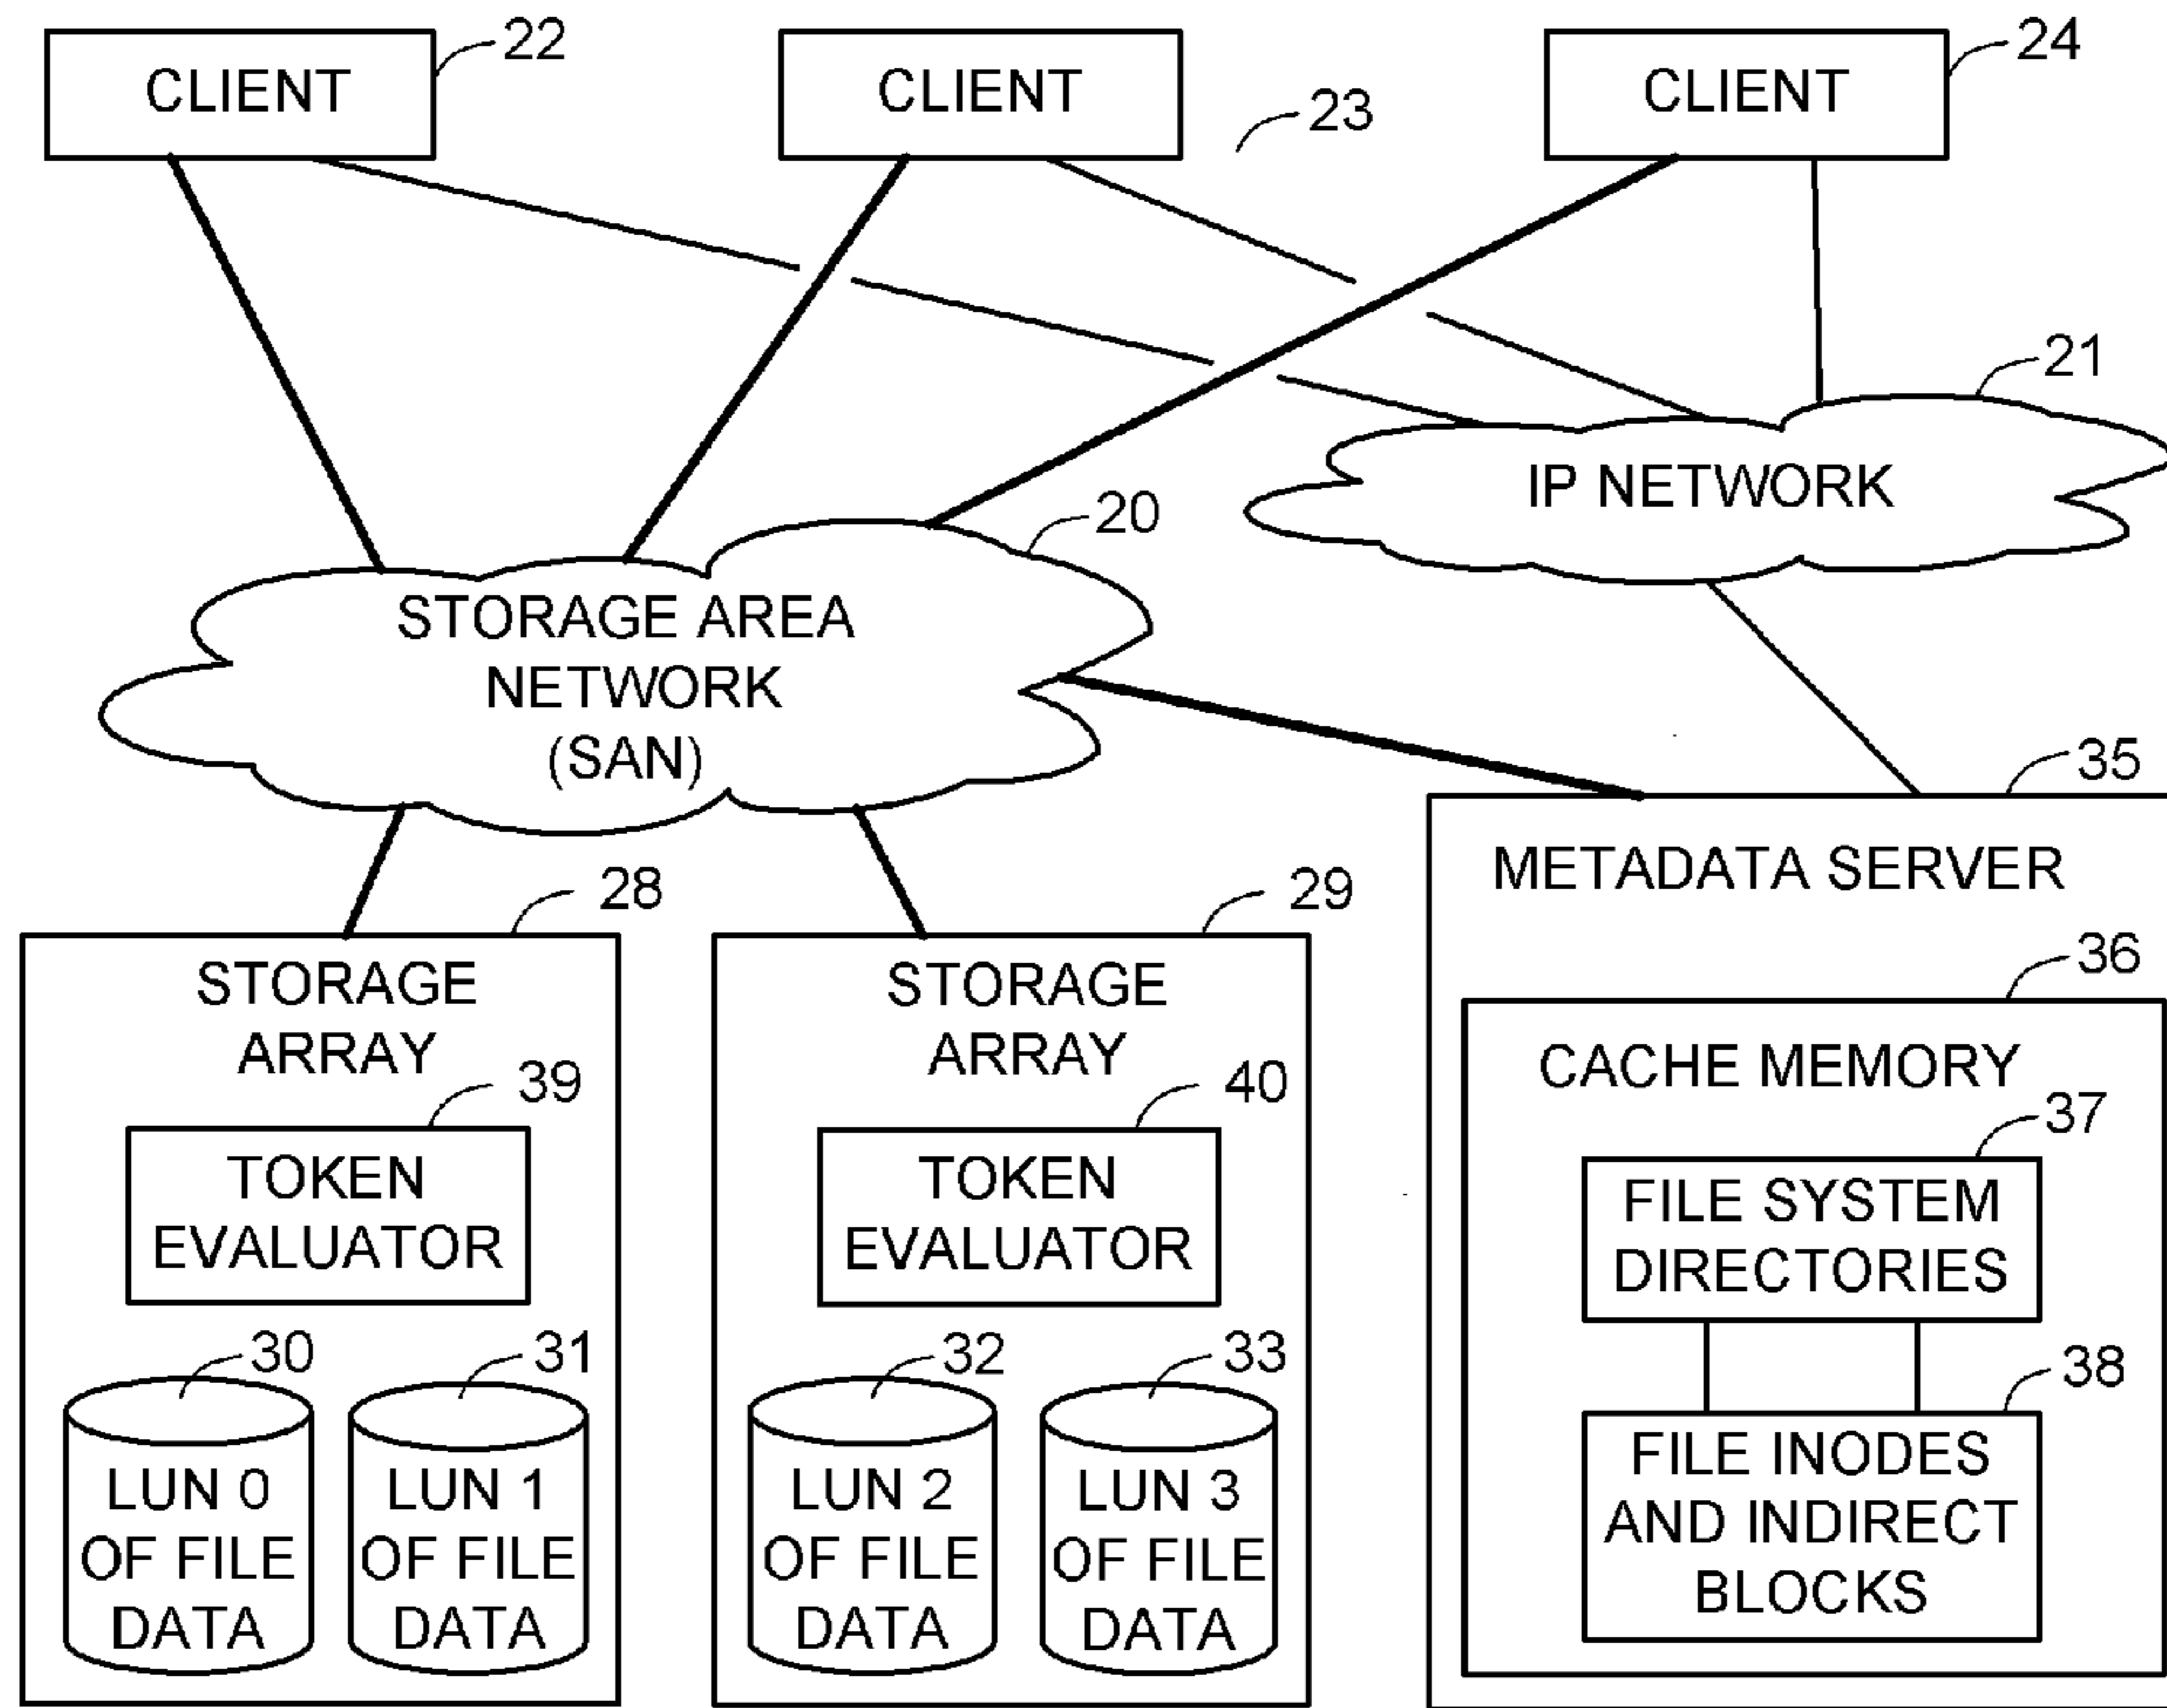 22
24
CLIENT
CLIENT
CLIENT
23
21
IP NETWORK
20
STORAGE AREA
NETWORK
(SAN)
35
METADATA SERVER
28
29
STORAGE
ARRAY
STORAGE
ARRAY
36
CACHE MEMORY
39
40
37
TOKEN
EVALUATOR
TOKEN
EVALUATOR
FILE SYSTEM
DIRECTORIES
30
31
32
33
38
LUN 0
OF FILE
DATA
LUN 1
OF FILE
DATA
LUN 2
OF FILE
DATA
LUN 3
OF FILE
DATA
FILE INODES
AND INDIRECT
BLOCKS